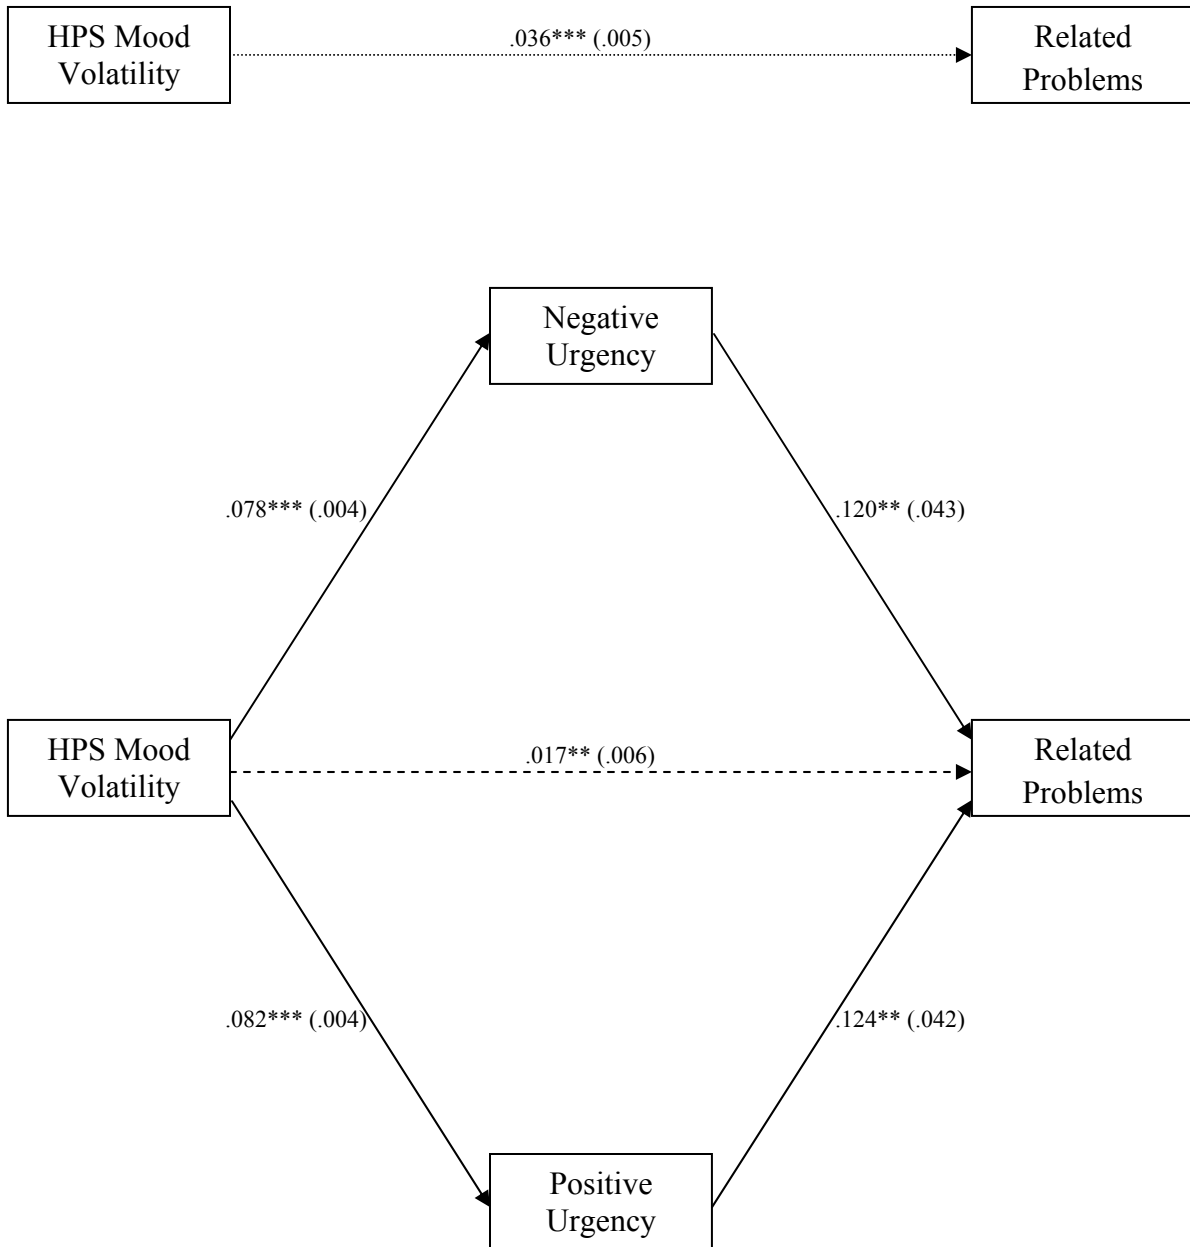 HPS Mood
Volatility
.036*** (.005)
Related
Problems
Negative
Urgency
.078*** (.004)
.120** (.043)
HPS Mood
Volatility
.017** (.006)
Related
Problems
.082*** (.004)
.124** (.042)
Positive
Urgency